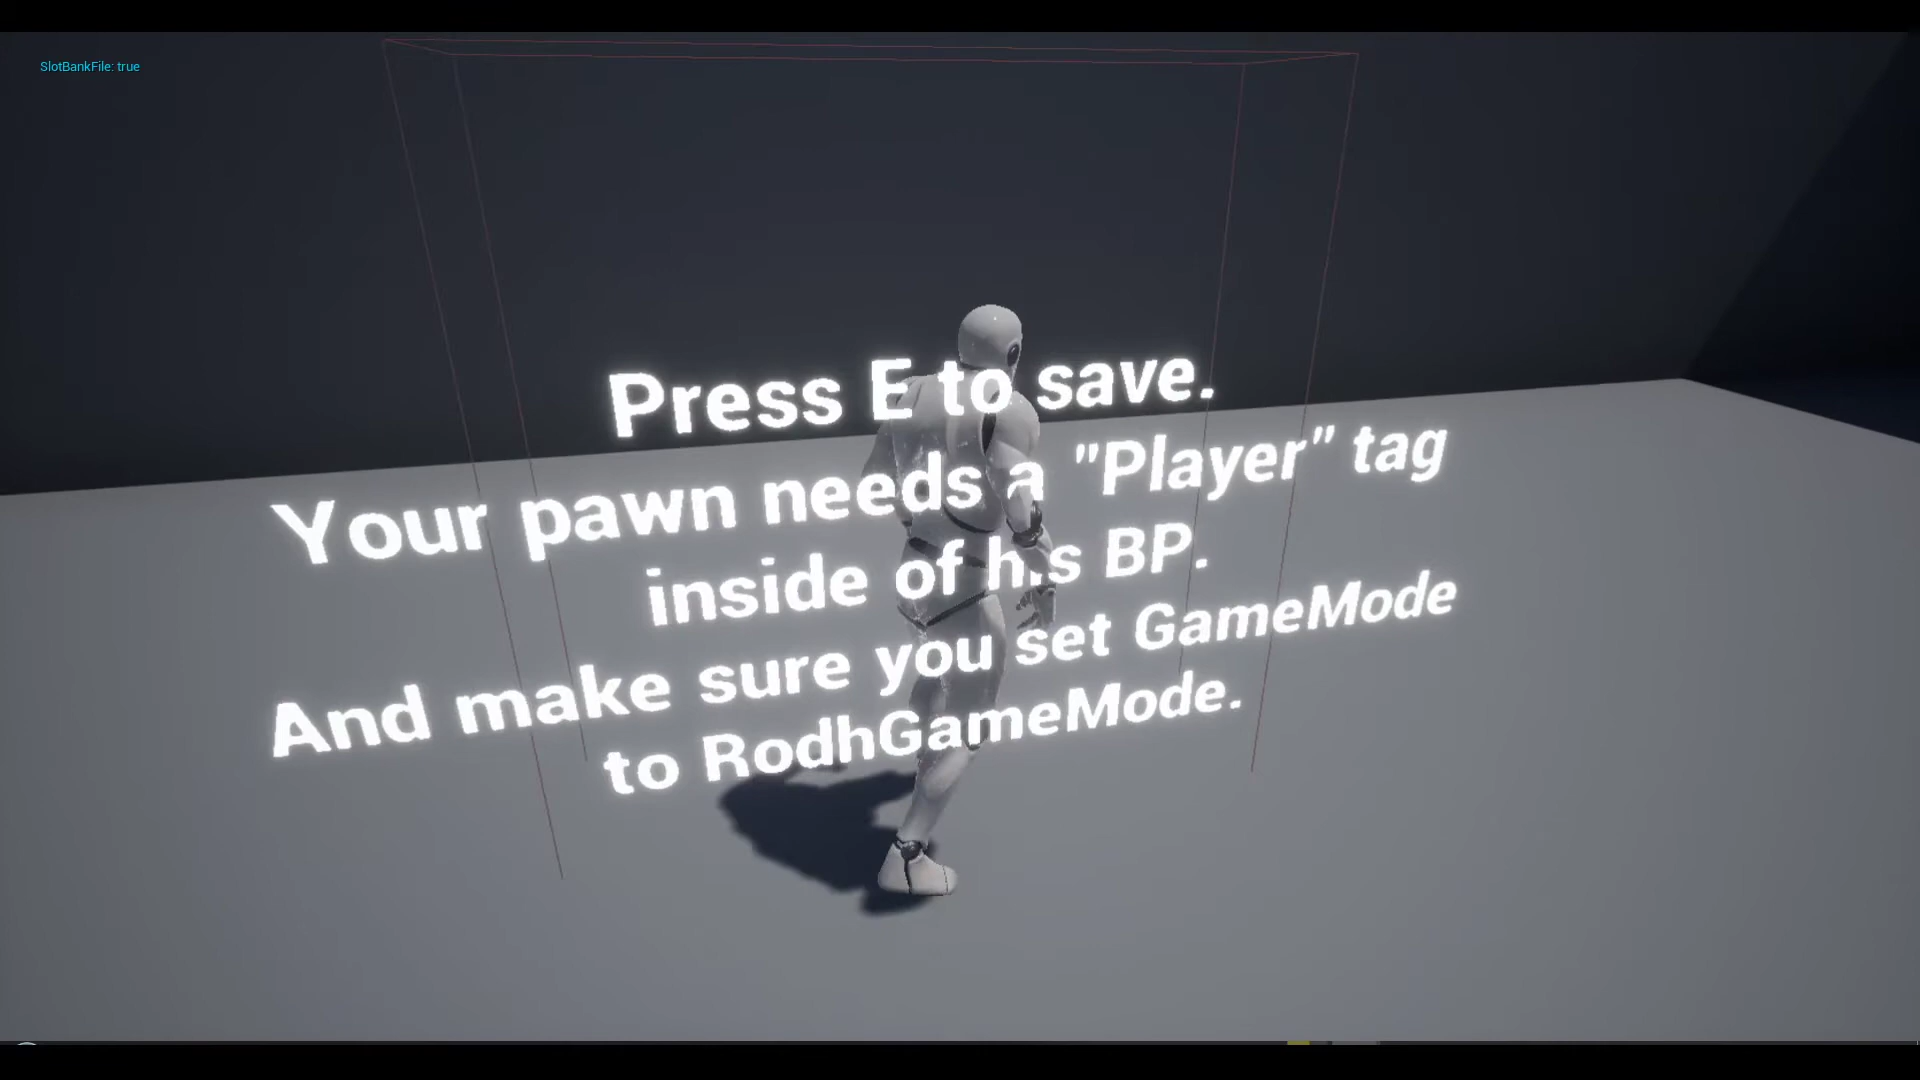 SlotBankFile: true
Press E to save.
Your pawn needs a "Player" tag
inside of his BP.
And make sure you set GameMode
to RodhGameMode.